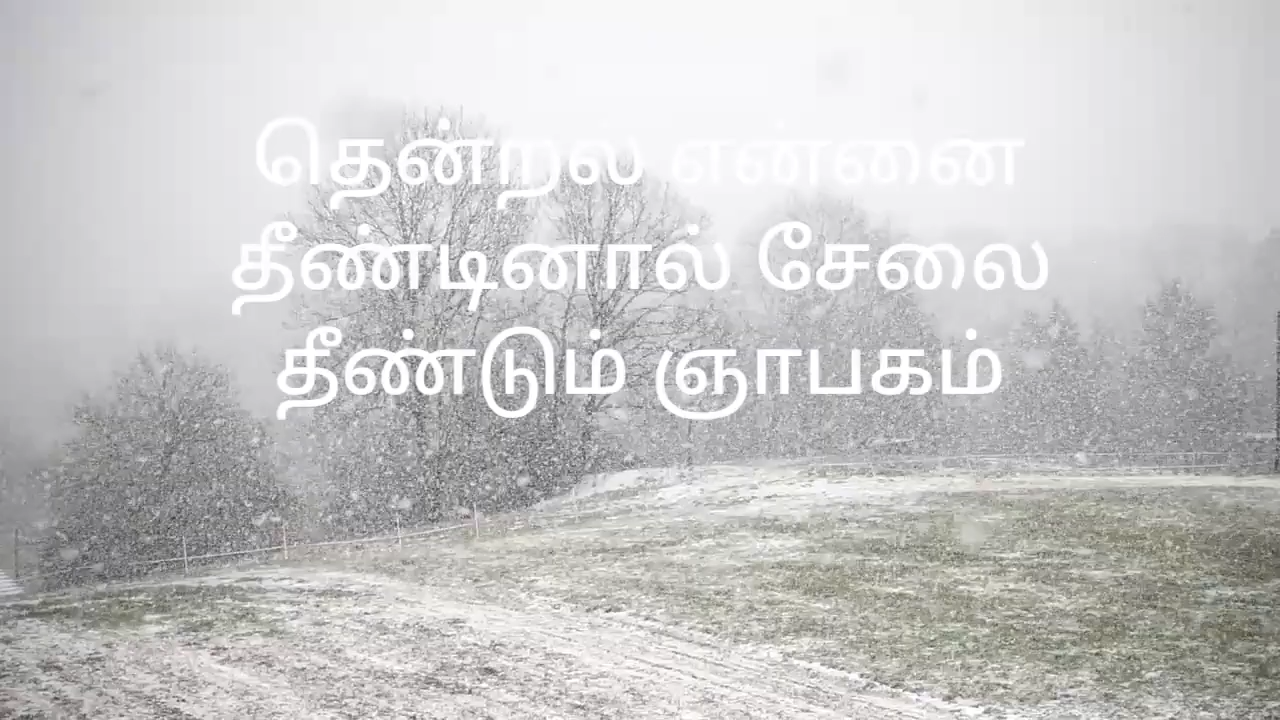 தென்றல் என்னை
தீண்டினால் சேலை
தீண்டும் ஞாபகம்